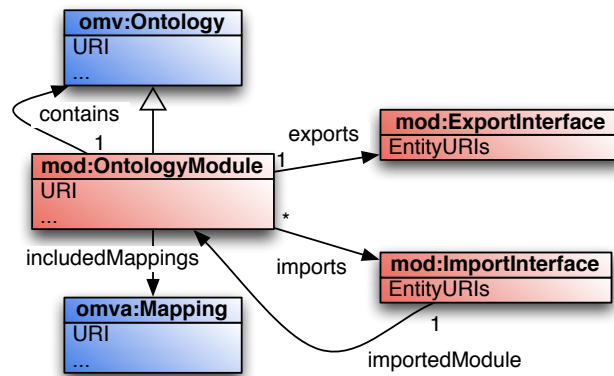 omv:Ontology
URI
...
contains
1
mod:OntologyModule
URI
...
exports
1
mod:ExportInterface
EntityURIs
*
imports
mod:ImportInterface
EntityURIs
1
importedModule
includedMappings
omva:Mapping
URI
...